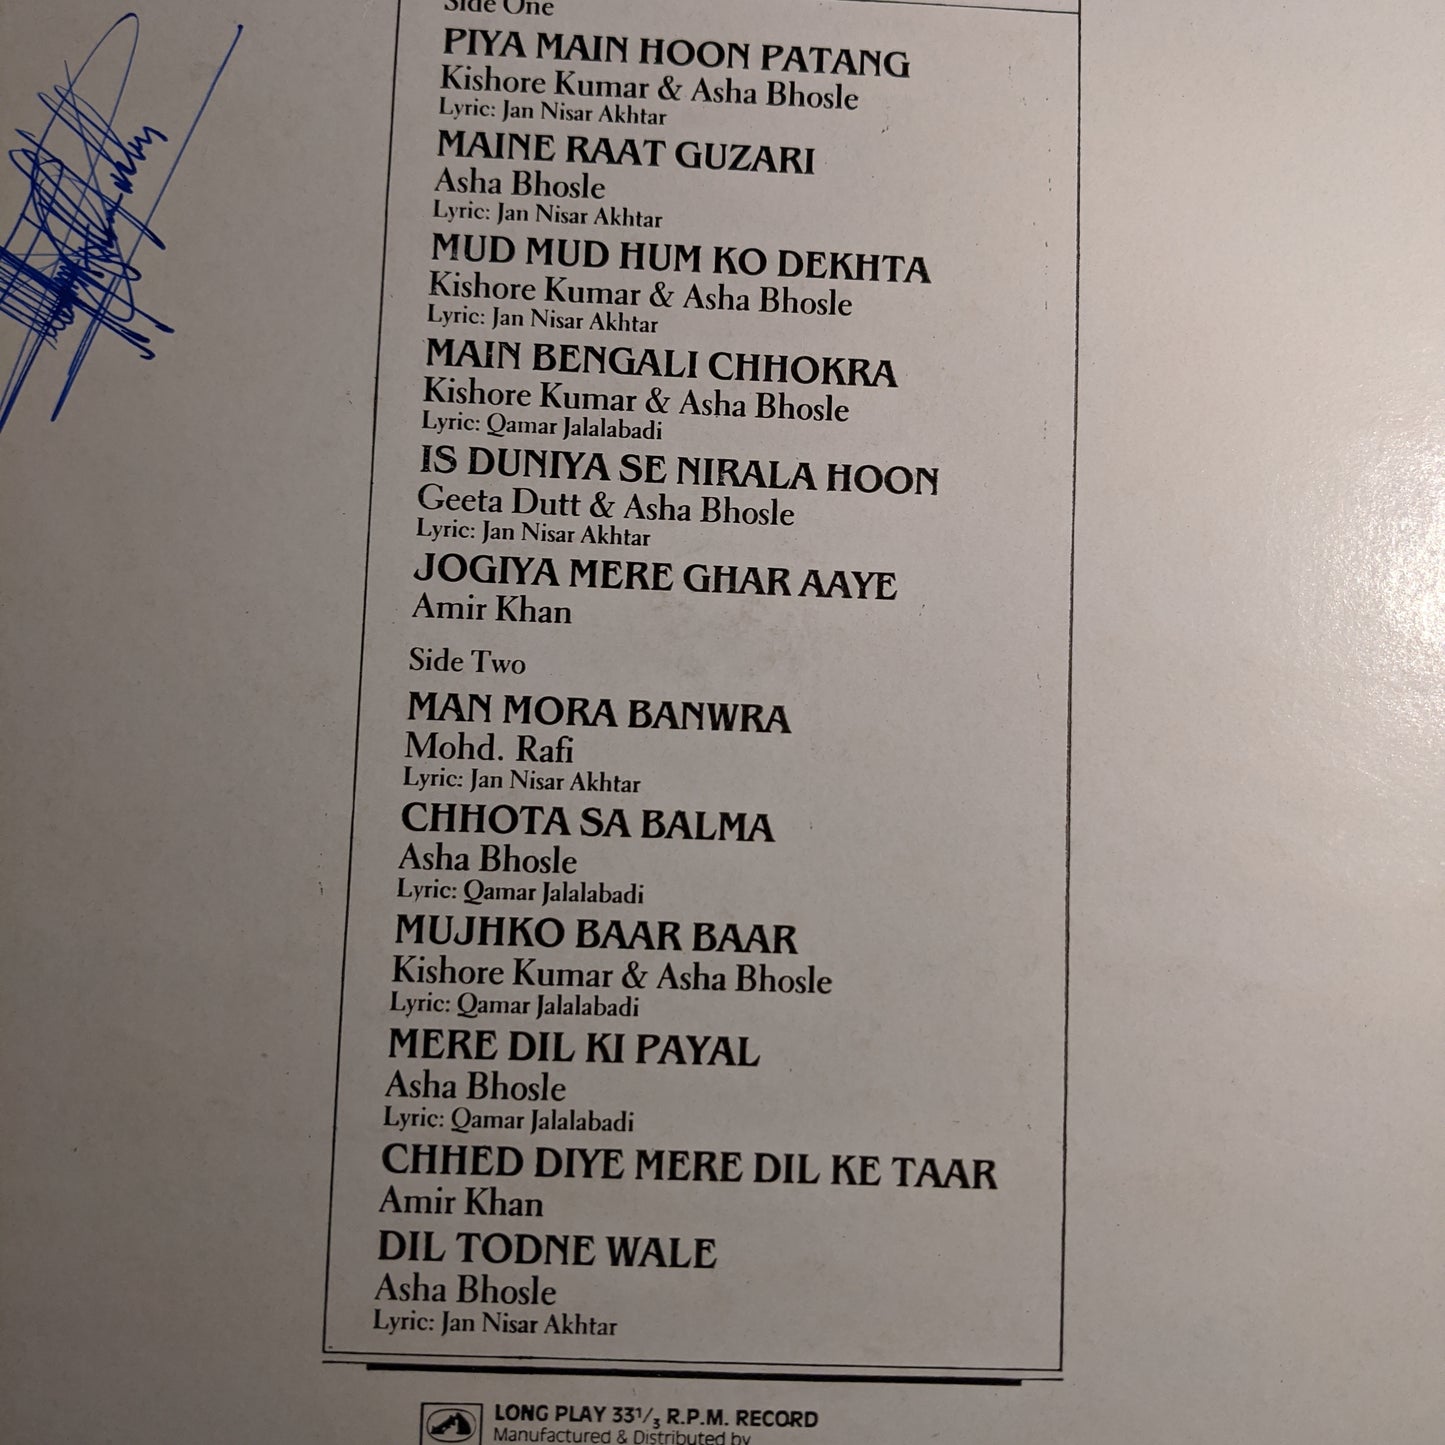 Side One
PIYA MAIN HOON PATANG
Kishore Kumar & Asha Bhosle
Lyric: Jan Nisar Akhtar
MAINE RAAT GUZARI
Asha Bhosle
Lyric: Jan Nisar Akhtar
MUD MUD HUM KO DEKHTA
Kishore Kumar & Asha Bhosle
Lyric: Jan Nisar Akhtar
MAIN BENGALI CHHOKRA
Kishore Kumar & Asha Bhosle
Lyric: Qamar Jalalabadi
IS DUNIYA SE NIRALA HOON
Geeta Dutt & Asha Bhosle
Lyric: Jan Nisar Akhtar
JOGIYA MERE GHAR AAYE
Amir Khan
Side Two
MAN MORA BANWRA
Mohd. Rafi
Lyric: Jan Nisar Akhtar
CHHOTA SA BALMA
Asha Bhosle
Lyric: Qamar Jalalabadi
MUJHKO BAAR BAAR
Kishore Kumar & Asha Bhosle
Lyric: Qamar Jalalabadi
MERE DIL KI PAYAL
Asha Bhosle
Lyric: Qamar Jalalabadi
CHHED DIYE MERE DIL KE TAAR
Amir Khan
DIL TODNE WALE
Asha Bhosle
Lyric: Jan Nisar Akhtar
LONG PLAY 33 1/3 R.P.M. RECORD
Manufactured & Distributed by